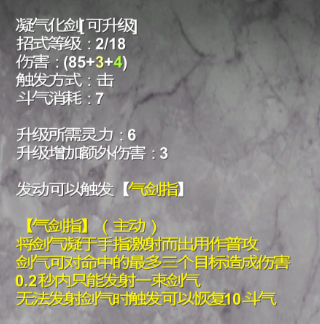 凝气化剑[可升级]
招式等级：2/18
伤害：(85+3+4)
触发方式：击
斗气消耗：7
升级所需灵力：6
升级增加额外伤害：3
发动可以触发【气剑指】
【气剑指】（主动）
将剑气凝于手指激射而出用作普攻
剑气可对命中的最多三个目标造成伤害
0.2秒内只能发射一束剑气
无法发射剑气时触发可以恢复10斗气